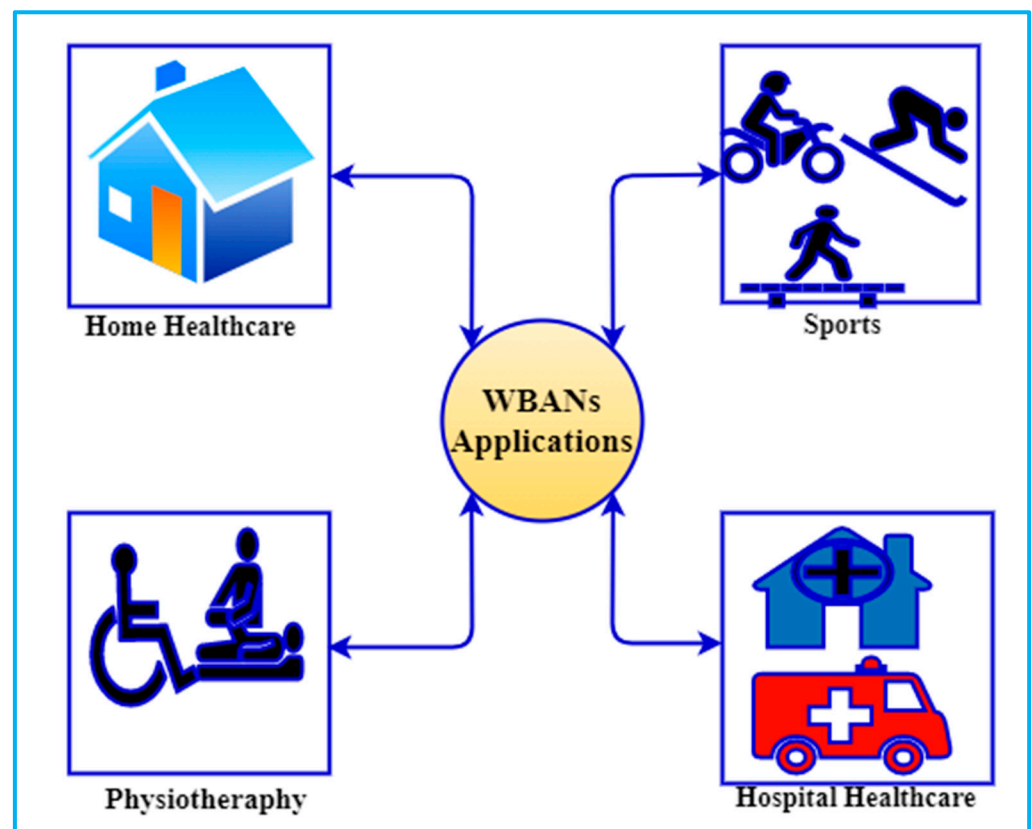 Home Healthcare
Sports
WBANs
Applications
Physiotheraphy
Hospital Healthcare